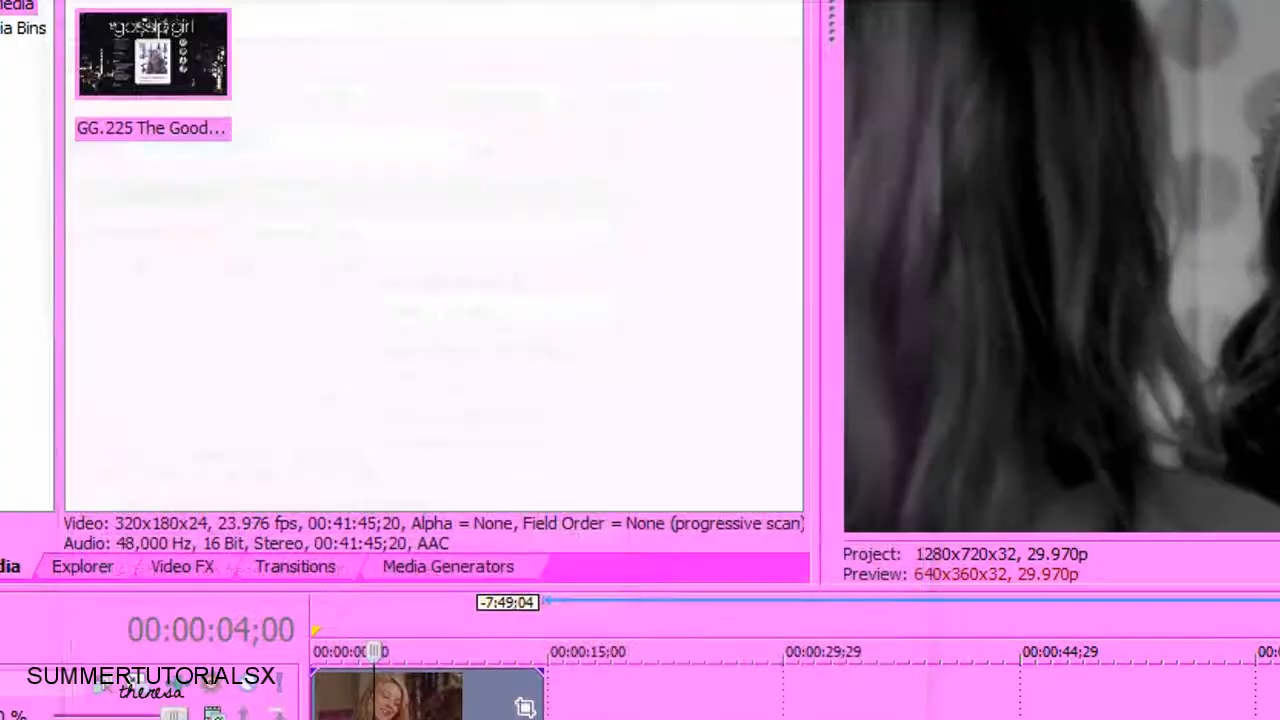 edia
ia Bins
gossip girl
GG.225 The Good...
Video: 320x180x24, 23.976 fps, 00:41:45;20, Alpha = None, Field Order = None (progressive scan)
Audio: 48,000 Hz, 16 Bit, Stereo, 00:41:45;20, AAC
dia Explorer Video FX Transitions Media Generators
Project: 1280x720x32, 29.970p
Preview: 640x360x32, 29.970p
-7:49;04
00:00:04;00
00:00:15;00 00:00:29;29 00:00:44;29
SUMMERTUTORIALSX
theresa